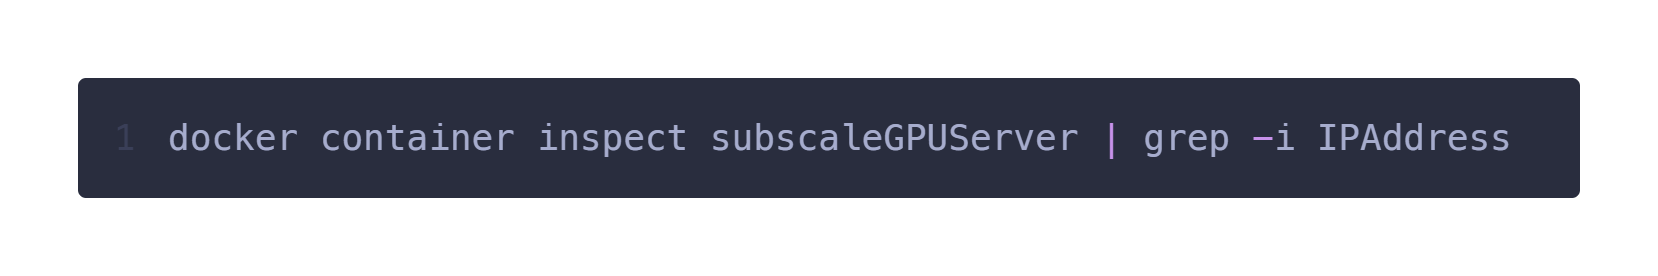 1 docker container inspect subscaleGPUServer | grep -i IPAddress